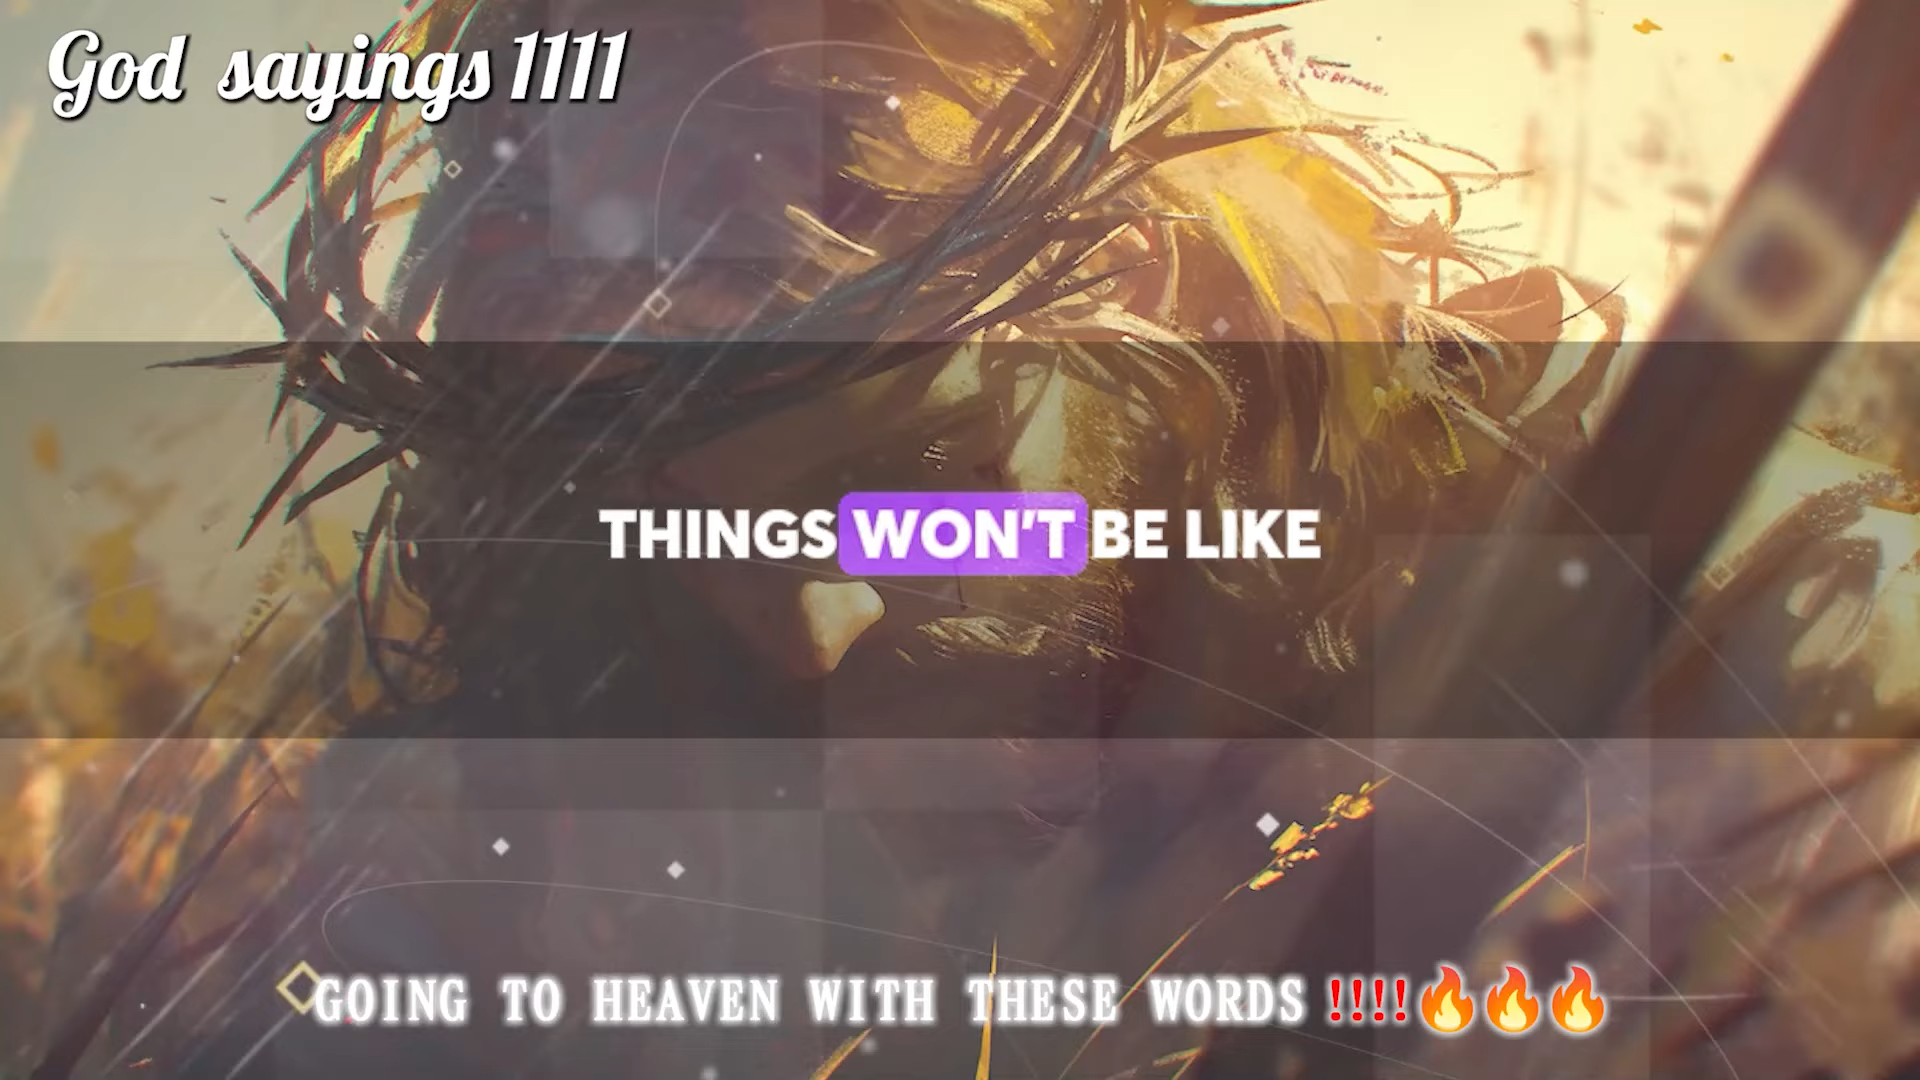 God sayings 1111
THINGS WON'T BE LIKE
GOING TO HEAVEN WITH THESE WORDS !!!!🔥🔥🔥